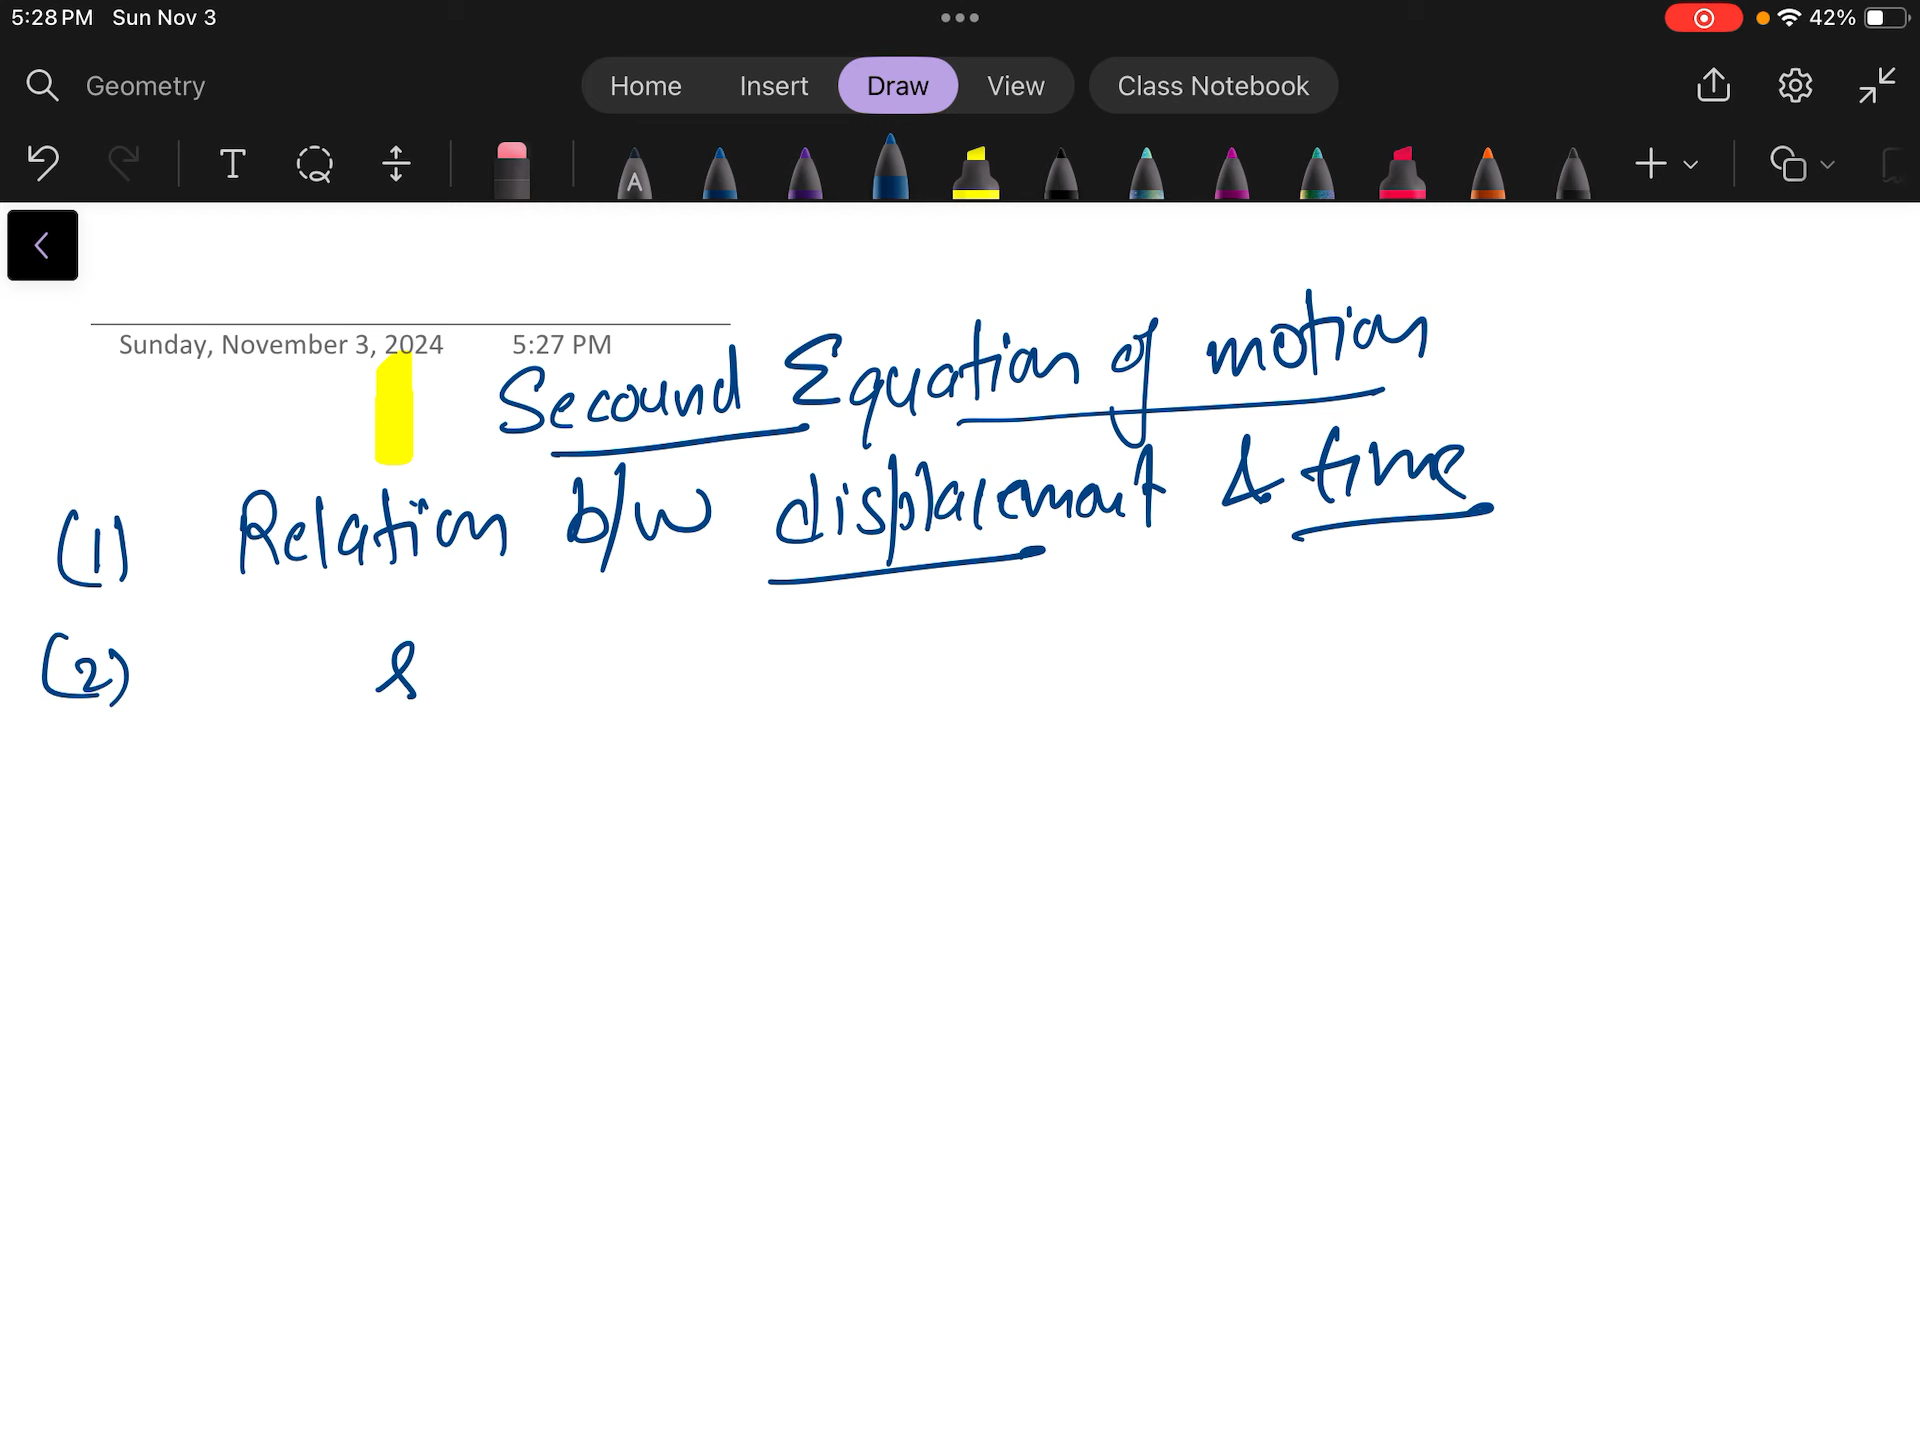 5:28 PM Sun Nov 3 42%
Geometry Home Insert Draw View Class Notebook
T A
Sunday, November 3, 2024 5:27 PM
Secound Equation of motion
(1) Relation b/w displacement & time
(2) s